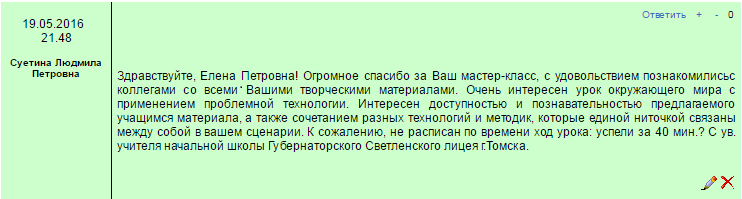 19.05.2016
21.48
Суетина Людмила
Петровна
Ответить + - 0
Здравствуйте, Елена Петровна! Огромное спасибо за Ваш мастер-класс, с удовольствием познакомилисьс
коллегами со всеми Вашими творческими материалами. Очень интересен урок окружающего мира с
применением проблемной технологии. Интересен доступностью и познавательностью предлагаемого
учащимся материала, а также сочетанием разных технологий и методик, которые единой ниточкой связаны
между собой в вашем сценарии. К сожалению, не расписан по времени ход урока: успели за 40 мин.? С ув.
учителя начальной школы Губернаторского Светленского лицея г.Томска.